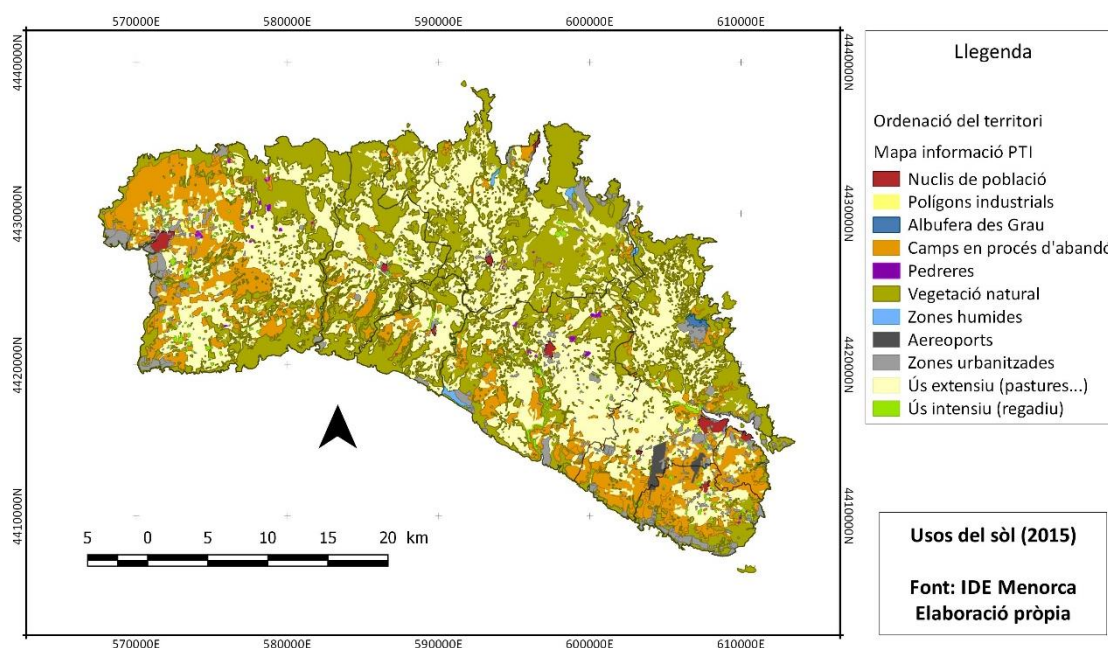 570000E 580000E 590000E 600000E 610000E
4440000N 4440000N
4430000N 4430000N
4420000N 4420000N
4410000N 4410000N
5 0 5 10 15 20 km
570000E 580000E 590000E 600000E 610000E
Llegenda
Ordenació del territori
Mapa informació PTI
Nuclis de població
Polígons industrials
Albufera des Grau
Camps en procés d'abandó
Pedreres
Vegetació natural
Zones humides
Aereoports
Zones urbanitzades
Ús extensiu (pastures...)
Ús intensiu (regadiu)
Usos del sòl (2015)
Font: IDE Menorca
Elaboració pròpia